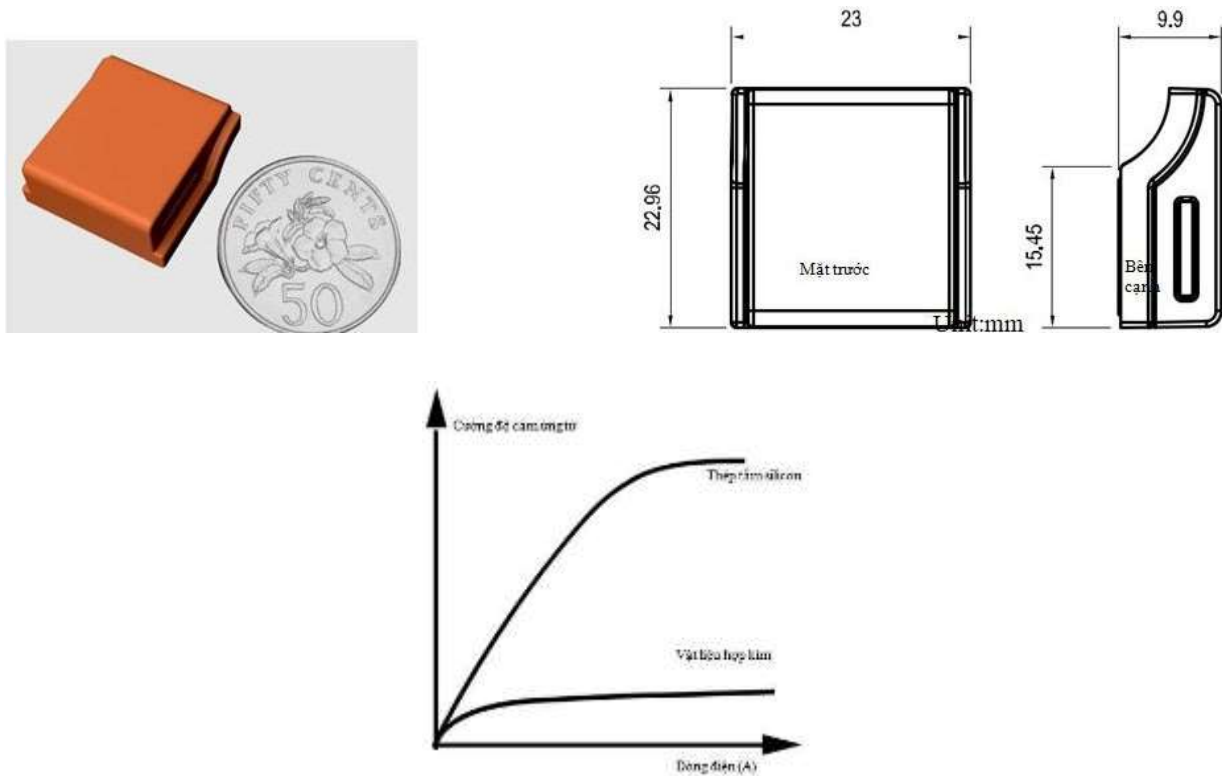 23
9.9
FIFTY CENTS
50
22.96
15.45
Mặt trước
Bên
cạnh
Unit:mm
Cường độ cảm ứng từ
Thép tấm silicon
Vật liệu hợp kim
Dòng điện (A)